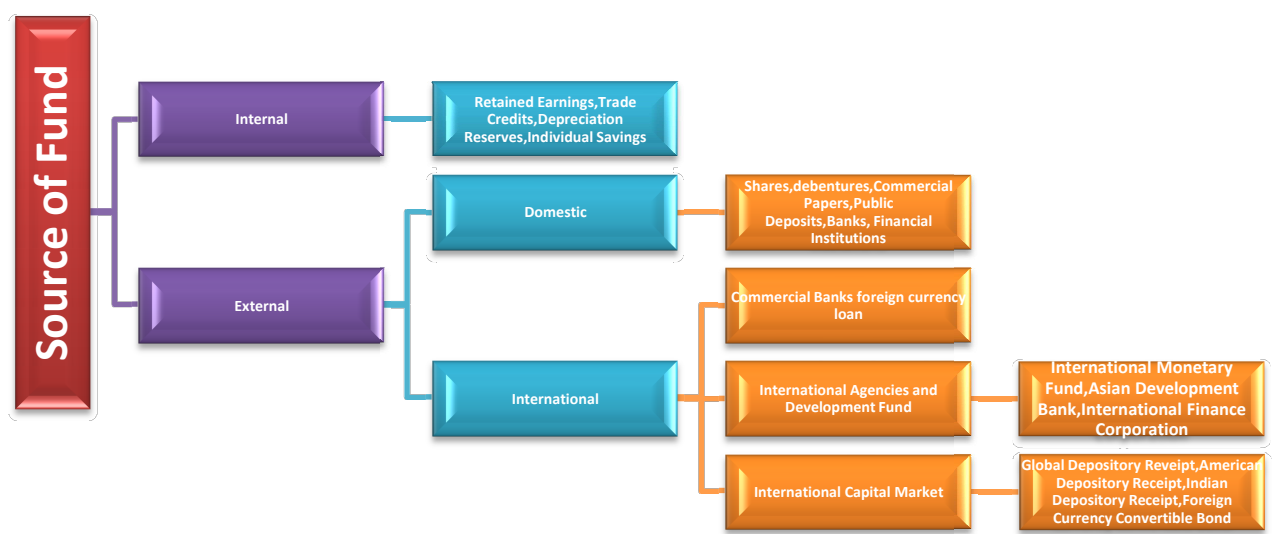 Source of Fund
Internal
Retained Earnings,Trade
Credits,Depreciation
Reserves,Individual Savings
External
Domestic
Shares,debentures,Commercial
Papers,Public
Deposits,Banks, Financial
Institutions
International
Commercial Banks foreign currency
loan
International Agencies and
Development Fund
International Monetary
Fund,Asian Development
Bank,International Finance
Corporation
International Capital Market
Global Depository Reveipt,American
Depository Receipt,Indian
Depository Receipt,Foreign
Currency Convertible Bond